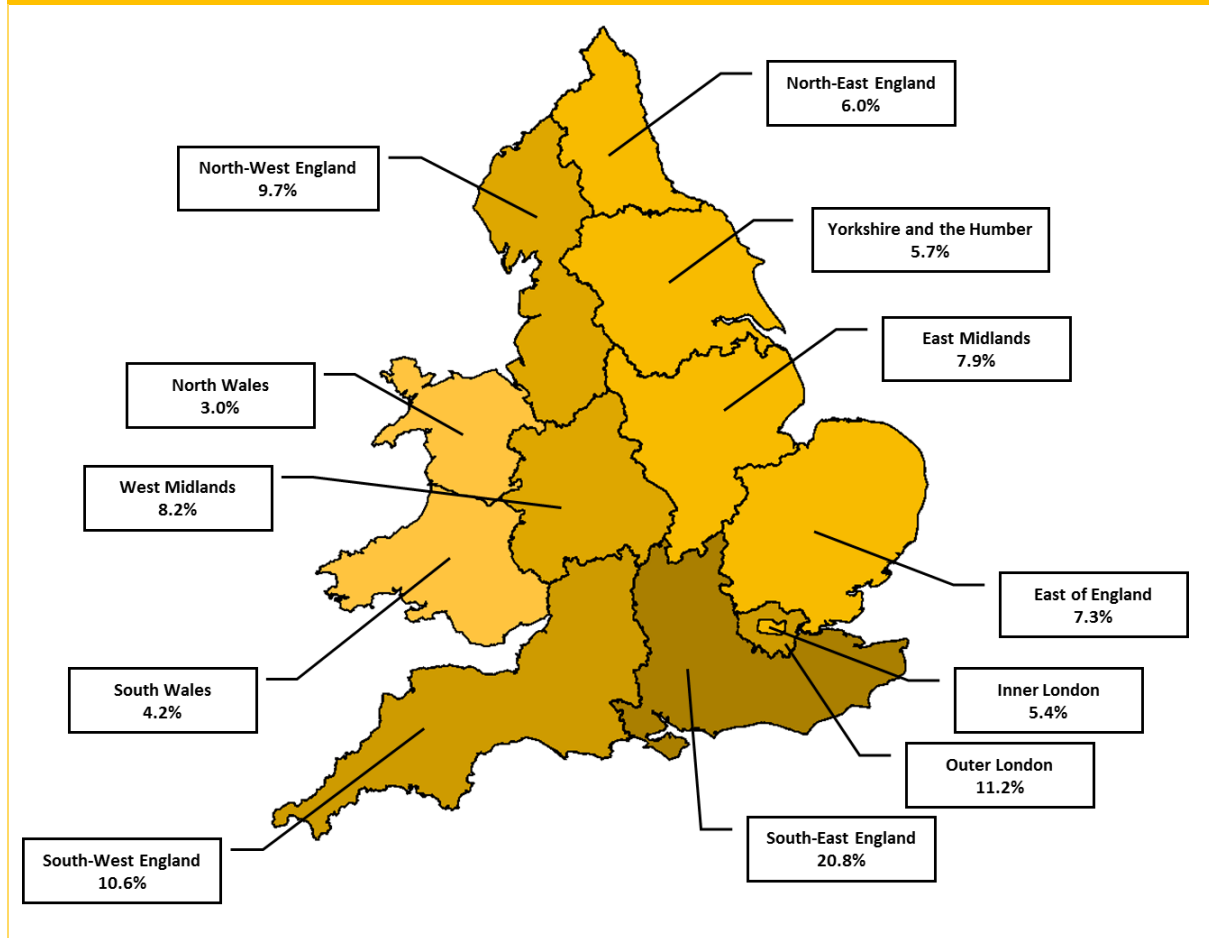 North-East England
6.0%
North-West England
9.7%
Yorkshire and the Humber
5.7%
East Midlands
7.9%
North Wales
3.0%
West Midlands
8.2%
East of England
7.3%
South Wales
4.2%
Inner London
5.4%
Outer London
11.2%
South-East England
20.8%
South-West England
10.6%